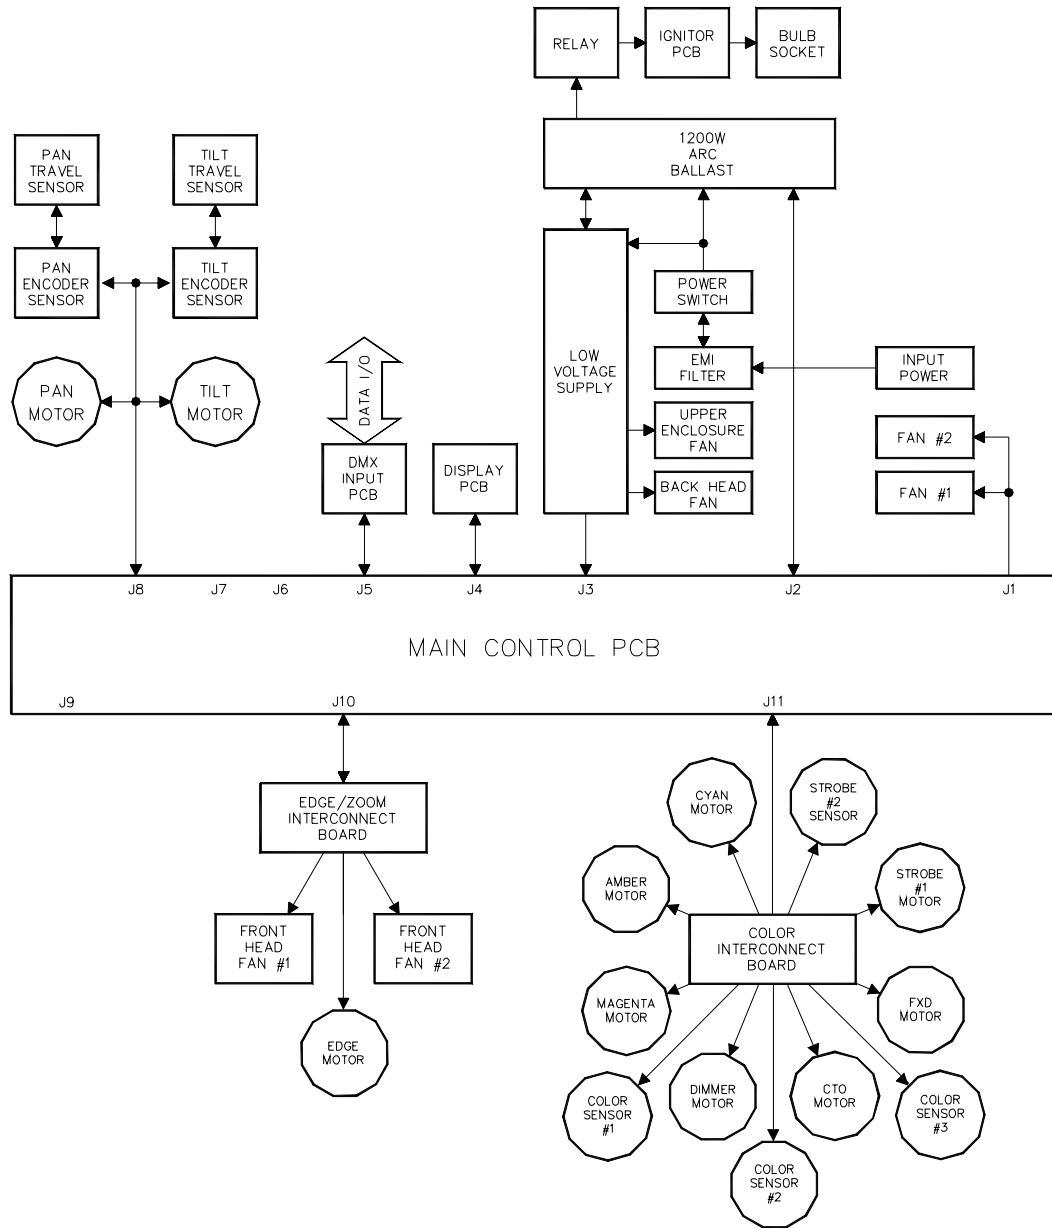 RELAY
IGNITOR
PCB
BULB
SOCKET
1200W
ARC
BALLAST
PAN
TRAVEL
SENSOR
TILT
TRAVEL
SENSOR
PAN
ENCODER
SENSOR
TILT
ENCODER
SENSOR
POWER
SWITCH
LOW
VOLTAGE
SUPPLY
EMI
FILTER
INPUT
POWER
PAN
MOTOR
TILT
MOTOR
DATA I/O
UPPER
ENCLOSURE
FAN
FAN #2
DMX
INPUT
PCB
DISPLAY
PCB
BACK HEAD
FAN
FAN #1
J8
J7
J6
J5
J4
J3
J2
J1
MAIN CONTROL PCB
J9
J10
J11
EDGE/ZOOM
INTERCONNECT
BOARD
CYAN
MOTOR
STROBE
#2
SENSOR
AMBER
MOTOR
STROBE
#1
MOTOR
FRONT
HEAD
FAN #1
FRONT
HEAD
FAN #2
COLOR
INTERCONNECT
BOARD
MAGENTA
MOTOR
FXD
MOTOR
EDGE
MOTOR
COLOR
SENSOR
#1
DIMMER
MOTOR
CTO
MOTOR
COLOR
SENSOR
#3
COLOR
SENSOR
#2